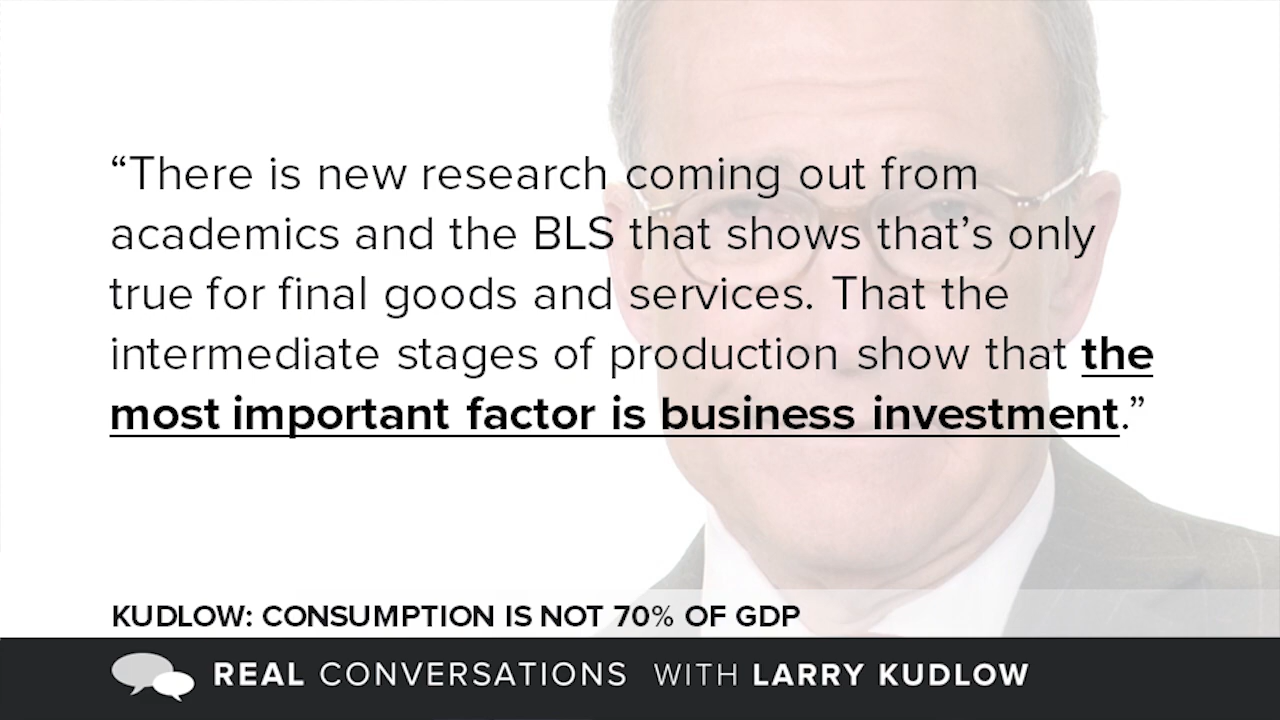 “There is new research coming out from
academics and the BLS that shows that’s only
true for final goods and services. That the
intermediate stages of production show that the
most important factor is business investment.”
KUDLOW: CONSUMPTION IS NOT 70% OF GDP
REAL CONVERSATIONS WITH LARRY KUDLOW